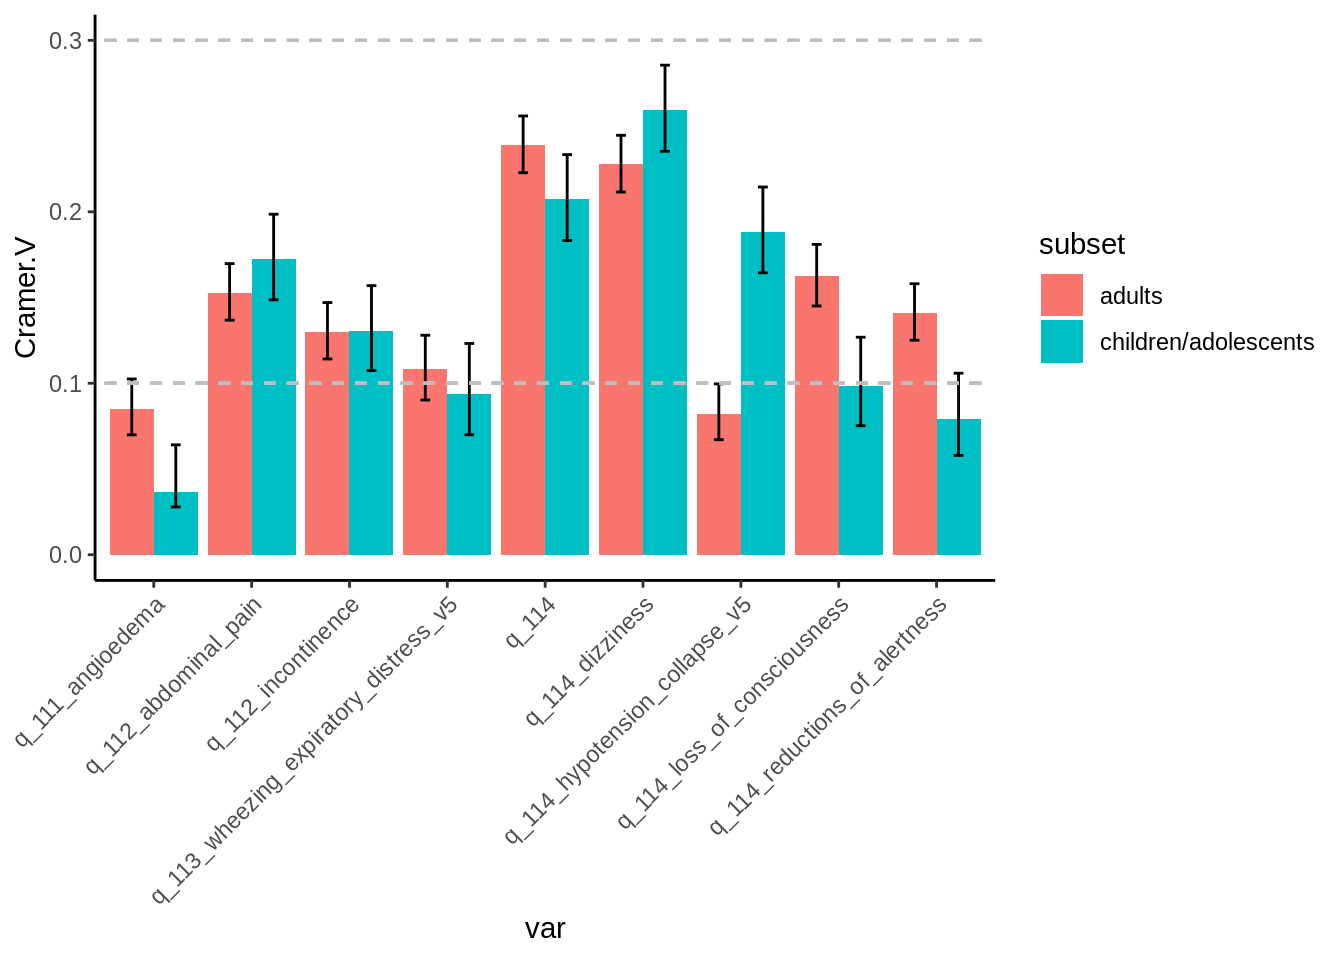 0.3
0.2
0.1
0.0
Cramer.V
q_111_angioedema
q_112_abdominal_pain
q_112_incontinence
q_113_wheezing_expiratory_distress_v5
q_114
q_114_dizziness
q_114_hypotension_collapse_v5
q_114_loss_of_consciousness
q_114_reductions_of_alertness
var
subset
adults
children/adolescents